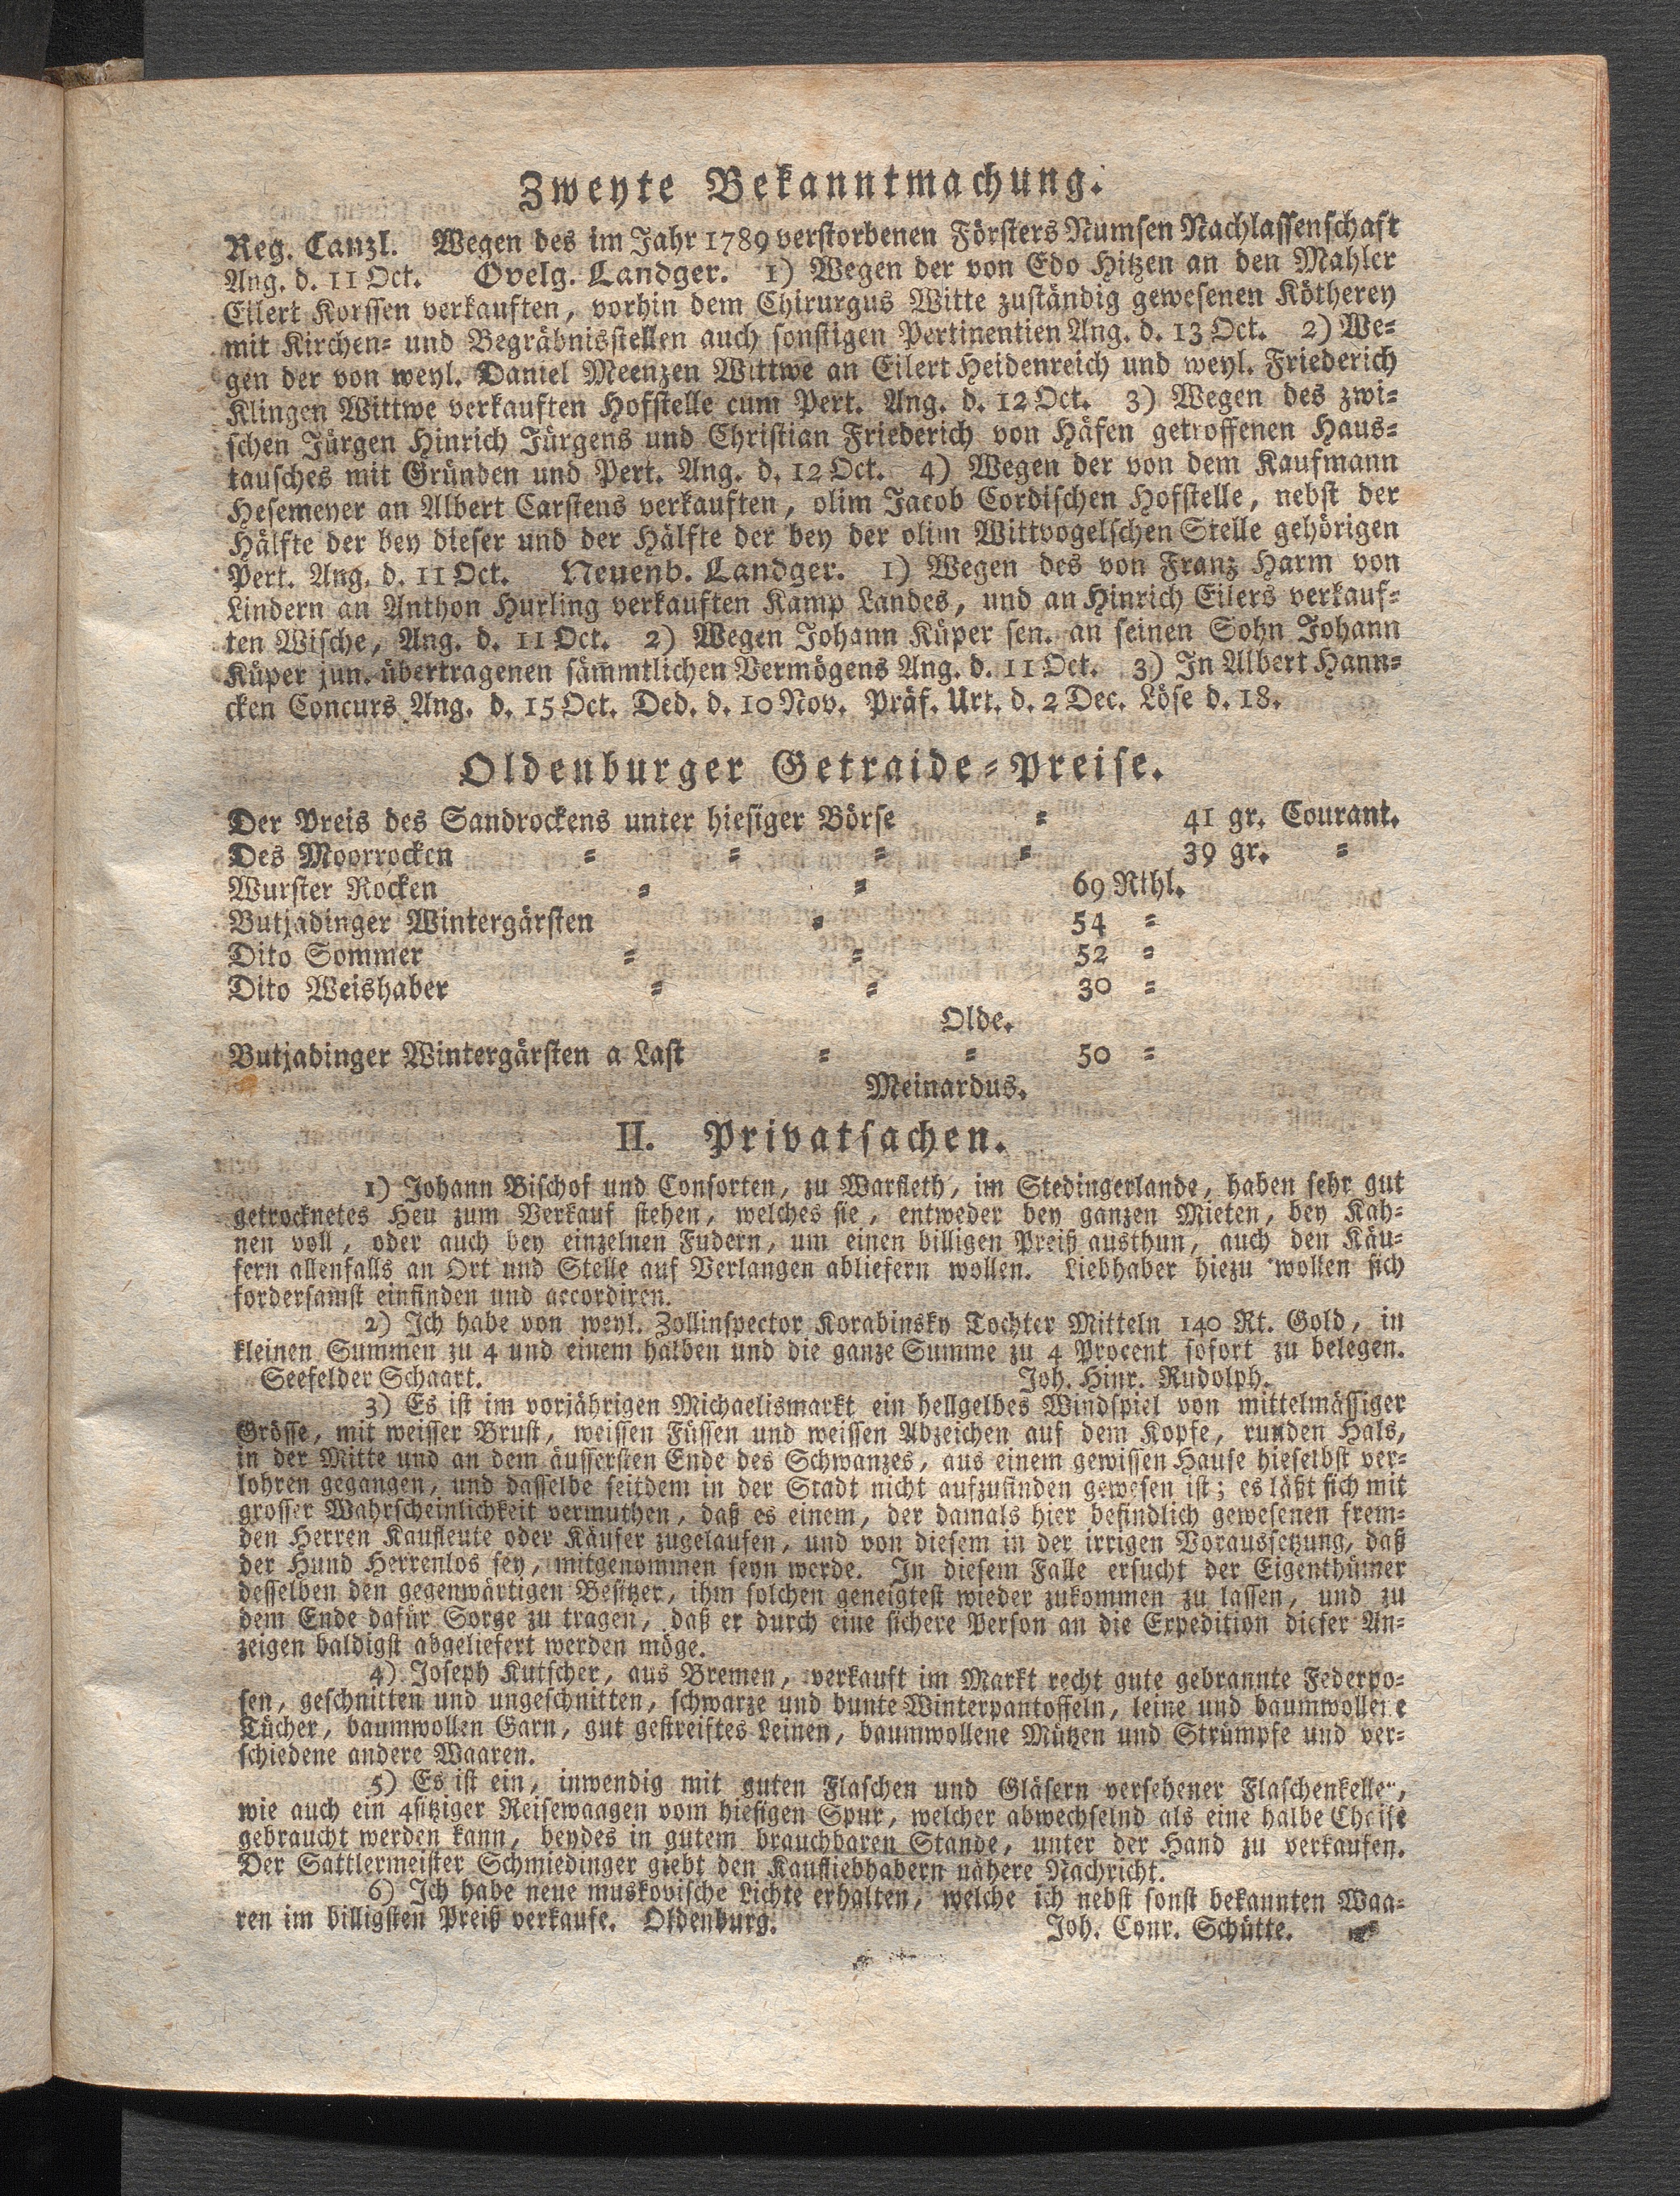 Zweyte Bekanntmachung.
Reg. Canzl. Wegen des im Jahr 1789 verstorbenen Försters Numsen Nachlassenschaft
Ang. d. 11 Oct. Ovelg. Landger. 1) Wegen der von Edo Hitzen an den Mahler
Eilert Korssen verkauften, vorhin dem Chirurgus Witte zuständig gewesenen Kötherey
mit Kirchen- und Begräbnisstellen auch sonstigen Pertinentien Ang. d. 13 Oct. 2) We-
gen der von weyl. Daniel Meenzen Wittwe an Eilert Heidenreich und weyl. Friederich
Klingen Wittwe verkauften Hofstelle cum Pert. Ang. d. 12 Oct. 3) Wegen des zwi-
schen Jürgen Hinrich Jürgens und Christian Friederich von Häfen getroffenen Haus-
tausches mit Gründen und Pert. Ang. d. 12 Oct. 4) Wegen der von dem Kaufmann
Hesemeyer an Albert Carstens verkauften, olim Jacob Cordischen Hofstelle, nebst der
Hälfte der bey dieser und der Hälfte der bey der olim Wittvogelschen Stelle gehörigen
Pert. Ang. d. 11 Oct. Neuenb. Landger. 1) Wegen des von Franz Harm von
Lindern an Anthon Hurling verkauften Kamp Landes, und an Hinrich Eilers verkauf-
ten Wische, Ang. d. 11 Oct. 2) Wegen Johann Küper sen. an seinen Sohn Johann
Küper jun. übertragenen sämmtlichen Vermögens Ang. d. 11 Oct. 3) In Albert Hann-
cken Concurs Ang. d. 15 Oct. Ded. d. 10 Nov. Präf. Urt. d. 2 Dec. Löse d. 18.
Oldenburger Getraide-Preise.
Der Preis des Sandrockens unter hiesiger Börse = 41 gr. Courant.
Des Moorrocken = = = = 39 gr. =
Wurster Rocken = = 69 Rthl.
Butjadinger Wintergärsten = 54 =
Dito Sommer = = 52 =
Dito Weishaber = = 30 =
Olde.
Butjadinger Wintergärsten a Last = = 50 =
Meinardus.
II. Privatsachen.
1) Johann Bischof und Consorten, zu Warfleth, im Stedingerlande, haben sehr gut
getrocknetes Heu zum Verkauf stehen, welches sie, entweder bey ganzen Mieten, bey Kah-
nen voll, oder auch bey einzelnen Fudern, um einen billigen Preiß austhun, auch den Käu-
fern allenfalls an Ort und Stelle auf Verlangen abliefern wollen. Liebhaber hiezu wollen sich
fordersamst einfinden und accordiren.
2) Ich habe von weyl. Zollinspector Korabinsky Tochter Mitteln 140 Rt. Gold, in
kleinen Summen zu 4 und einem halben und die ganze Summe zu 4 Procent sofort zu belegen.
Seefelder Schaart. Joh. Hinr. Rudolph.
3) Es ist im vorjährigen Michaelismarkt ein hellgelbes Windspiel von mittelmässiger
Grösse, mit weisser Brust, weissen Füssen und weissen Abzeichen auf dem Kopfe, runden Hals,
in der Mitte und an dem äussersten Ende des Schwanzes, aus einem gewissen Hause hieselbst ver-
lohren gegangen, und dasselbe seitdem in der Stadt nicht aufzufinden gewesen ist; es läßt sich mit
grosser Wahrscheinlichkeit vermuthen, daß es einem, der damals hier befindlich gewesenen frem-
den Herren Kaufleute oder Käufer zugelaufen, und von diesem in der irrigen Voraussetzung, daß
der Hund Herrenlos sey, mitgenommen seyn werde. In diesem Falle ersucht der Eigenthümer
desselben den gegenwärtigen Besitzer, ihm solchen geneigtest wieder zukommen zu lassen, und zu
dem Ende dafür Sorge zu tragen, daß er durch eine sichere Person an die Expedition dieser An-
zeigen baldigst abgeliefert werden möge.
4) Joseph Kutscher, aus Bremen, verkauft im Markt recht gute gebrannte Federpo-
sen, geschnitten und ungeschnitten, schwarze und bunte Winterpantoffeln, leine und baumwollene
Tücher, baumwollen Garn, gut gestreiftes Leinen, baumwollene Mützen und Strümpfe und ver-
schiedene andere Waaren.
5) Es ist ein, inwendig mit guten Flaschen und Gläsern versehener Flaschenkeller,
wie auch ein 4sitziger Reisewaagen vom hiesigen Spur, welcher abwechselnd als eine halbe Cheise
gebraucht werden kann, beydes in gutem brauchbaren Stande, unter der Hand zu verkaufen.
Der Sattlermeister Schmiedinger giebt den Kaufliebhabern nähere Nachricht.
6) Ich habe neue muskovische Lichte erhalten, welche ich nebst sonst bekannten Waa-
ren im billigsten Preiß verkaufe. Oldenburg. Joh. Conr. Schütte.